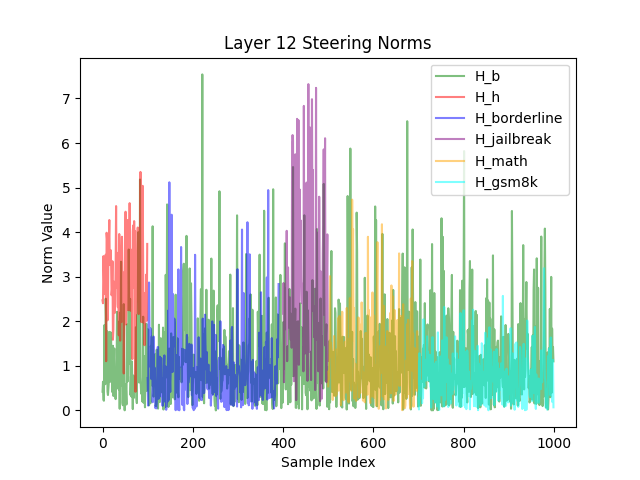 Layer 12 Steering Norms
H_b
H_h
H_borderline
H_jailbreak
H_math
H_gsm8k
Norm Value
7
6
5
4
3
2
1
0
0
200
400
600
800
1000
Sample Index